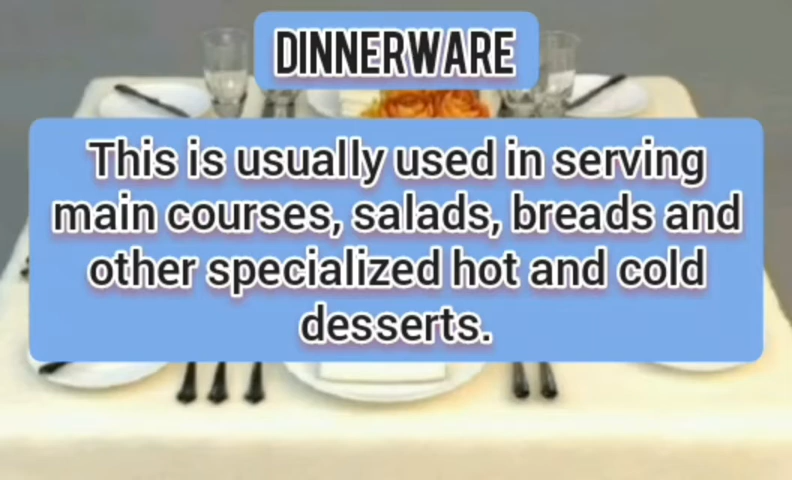 DINNERWARE
This is usually used in serving
main courses, salads, breads and
other specialized hot and cold
desserts.